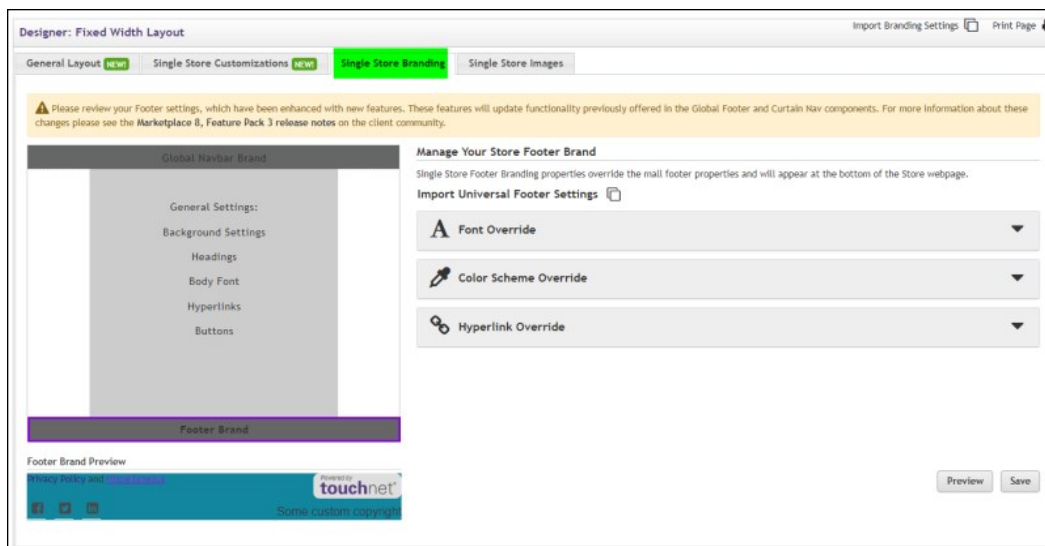 Designer: Fixed Width Layout
Import Branding Settings Print Page
General Layout NEW! Single Store Customizations NEW! Single Store Branding Single Store Images
Please review your Footer settings, which have been enhanced with new features. These features will update functionality previously offered in the Global Footer and Curtain Nav components. For more information about these
changes please see the Marketplace 8, Feature Pack 3 release notes on the client community.
Global Navbar Brand
General Settings:
Background Settings
Headings
Body Font
Hyperlinks
Buttons
Footer Brand
Manage Your Store Footer Brand
Single Store Footer Branding properties override the mall footer properties and will appear at the bottom of the Store webpage.
Import Universal Footer Settings
Font Override
Color Scheme Override
Hyperlink Override
Footer Brand Preview
Privacy Policy and
Powered by
touchnet
Some custom copyright
Preview Save